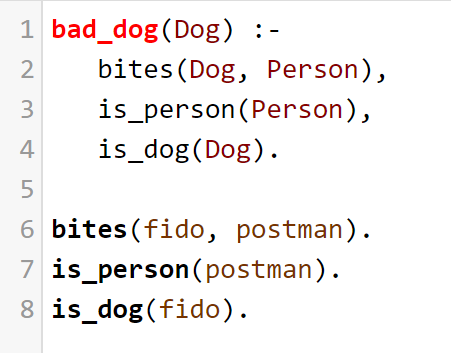 1 bad_dog(Dog) :-
2 bites(Dog, Person),
3 is_person(Person),
4 is_dog(Dog).
5
6 bites(fido, postman).
7 is_person(postman).
8 is_dog(fido).